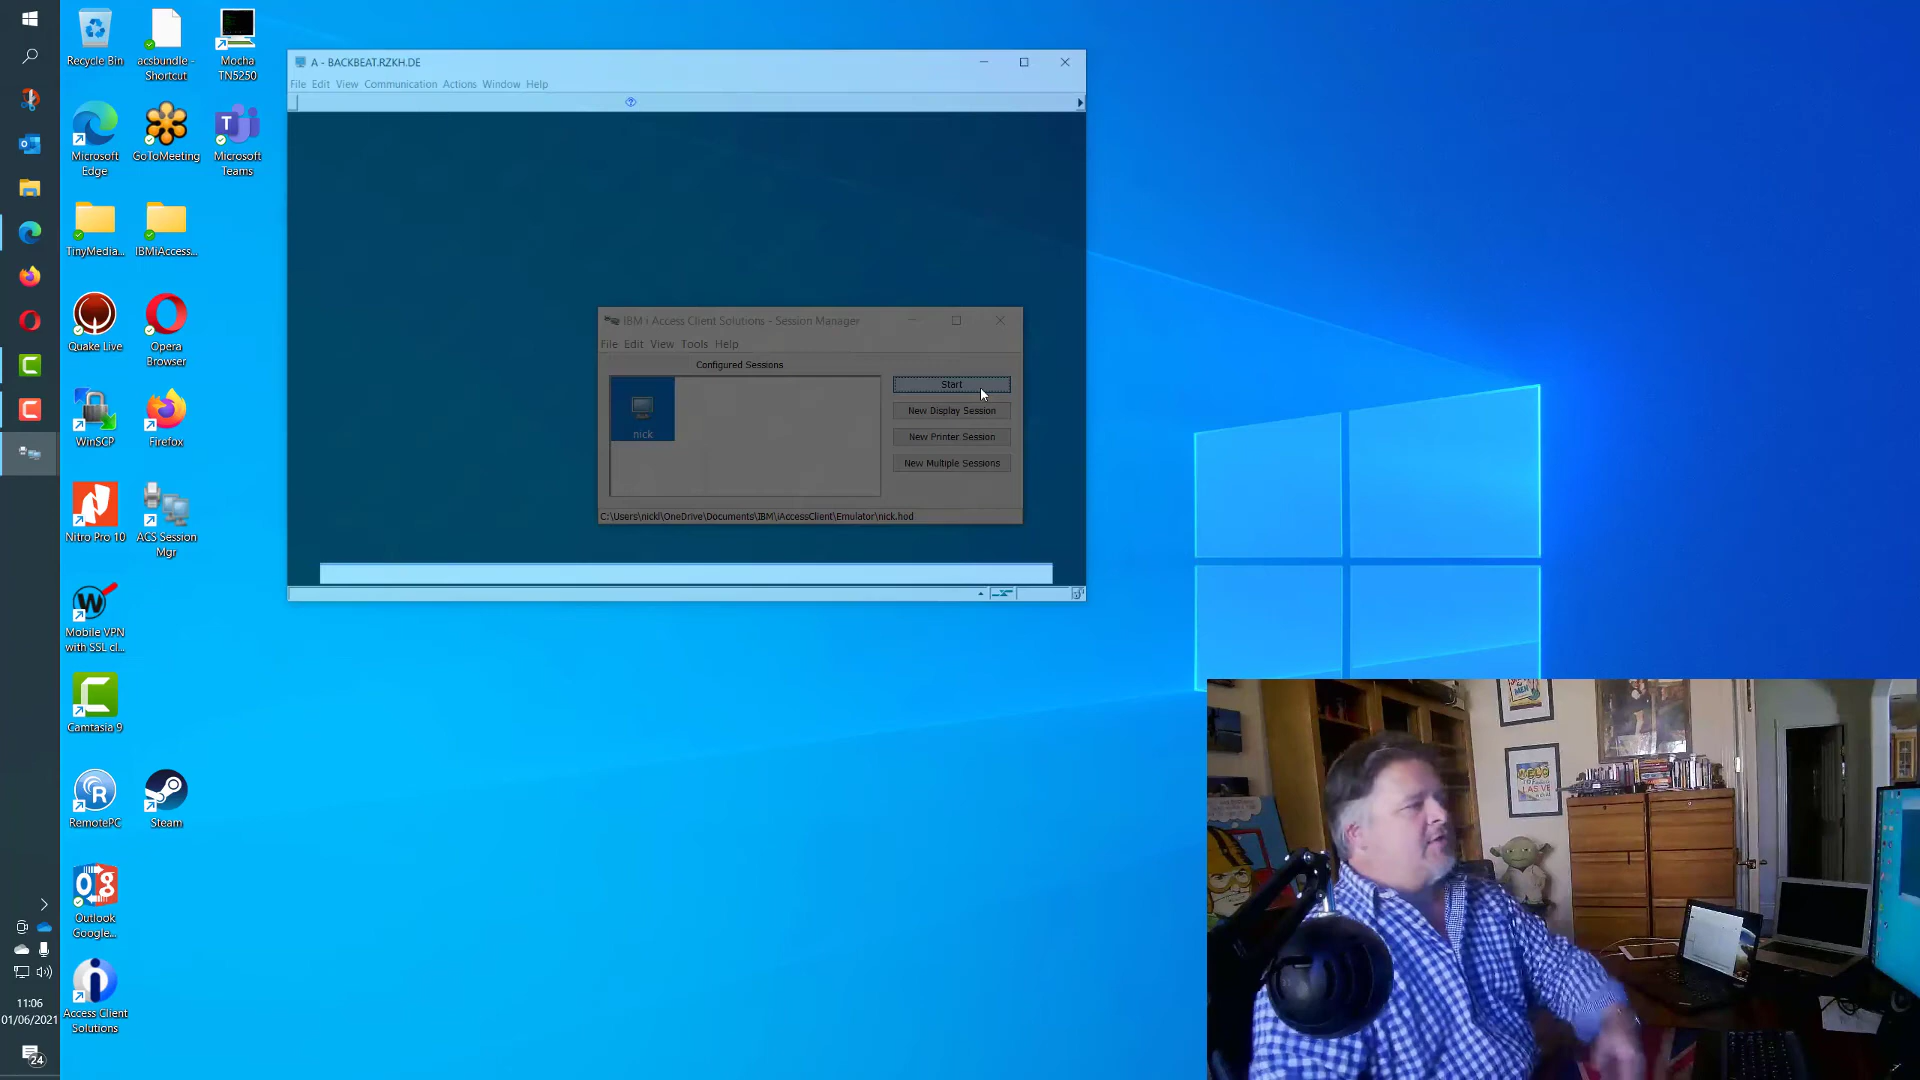 Recycle Bin
acsbundle -
Shortcut
Mocha
TN5250
Microsoft
Edge
GoToMeeting
Microsoft
Teams
TinyMedia...
IBMiAccess...
Quake Live
Opera
Browser
WinSCP
Firefox
Nitro Pro 10
ACS Session
Mgr
Mobile VPN
with SSL cl...
Camtasia 9
RemotePC
Steam
Outlook
Google...
Access Client
Solutions
11:06
01/06/2021
24
A - BACKBEAT.RZKH.DE
File Edit View Communication Actions Window Help
IBM i Access Client Solutions - Session Manager
File Edit View Tools Help
Configured Sessions
nick
Start
New Display Session
New Printer Session
New Multiple Sessions
C:\Users\nickl\OneDrive\Documents\IBM\iAccessClient\Emulator\nick.hod